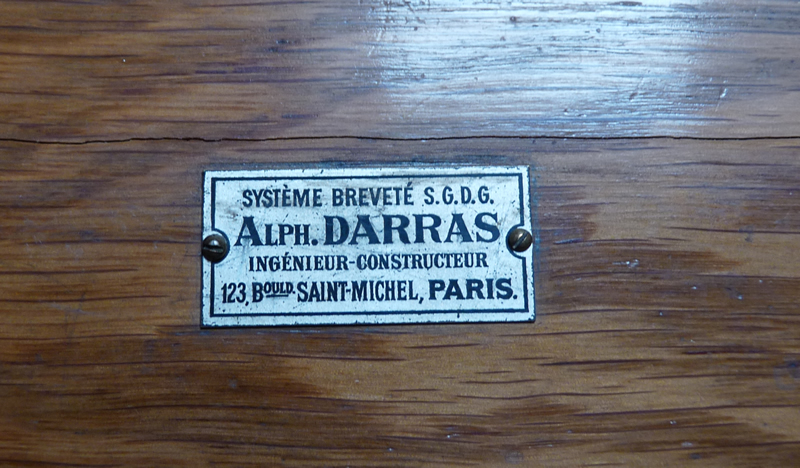 SYSTÈME BREVETÉ S.G.D.G.
ALPH. DARRAS
INGÉNIEUR-CONSTRUCTEUR
123, BOULD. SAINT-MICHEL, PARIS.